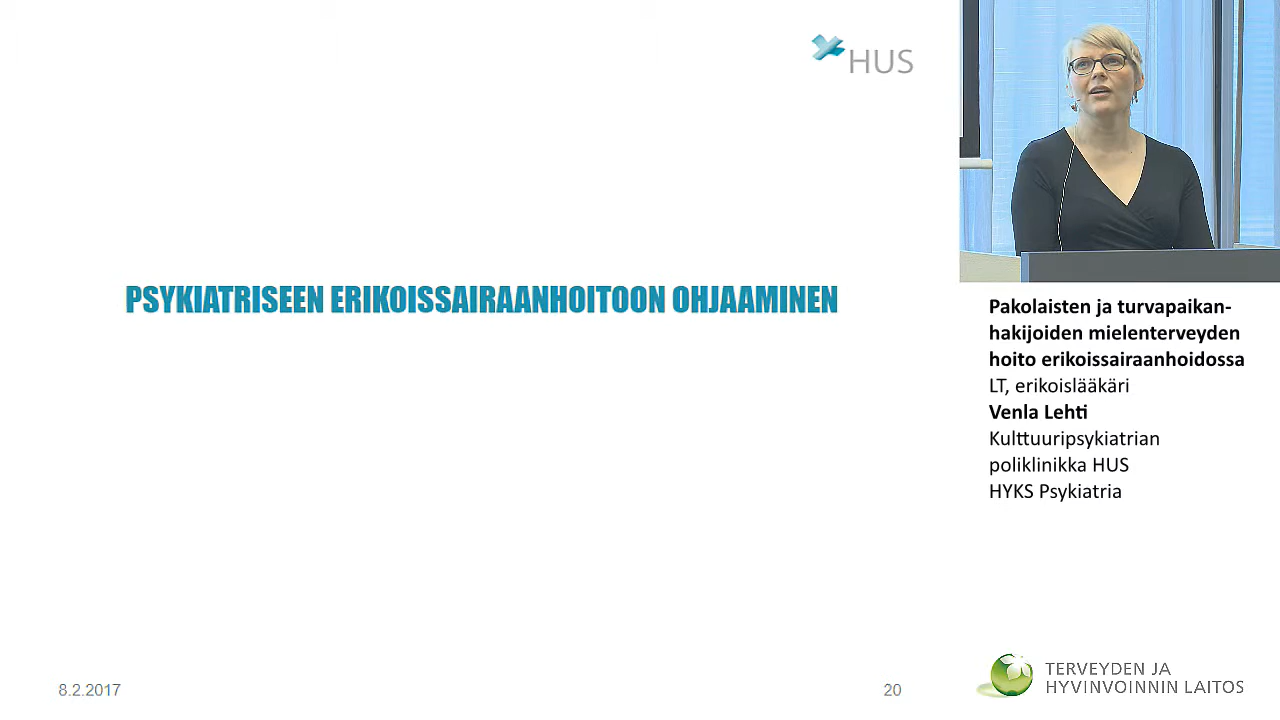 HUS
PSYKIATRISEEN ERIKOISSAIRAANHOITOON OHJAAMINEN
8.2.2017
20
Pakolaisten ja turvapaikan-
hakijoiden mielenterveyden
hoito erikoissairaanhoidossa
LT, erikoislääkäri
Venla Lehti
Kulttuuripsykiatrian
poliklinikka HUS
HYKS Psykiatria
TERVEYDEN JA
HYVINVOINNIN LAITOS